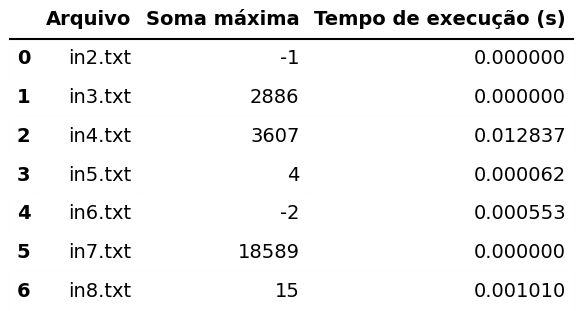 Arquivo Soma máxima Tempo de execução (s)
0 in2.txt -1 0.000000
1 in3.txt 2886 0.000000
2 in4.txt 3607 0.012837
3 in5.txt 4 0.000062
4 in6.txt -2 0.000553
5 in7.txt 18589 0.000000
6 in8.txt 15 0.001010